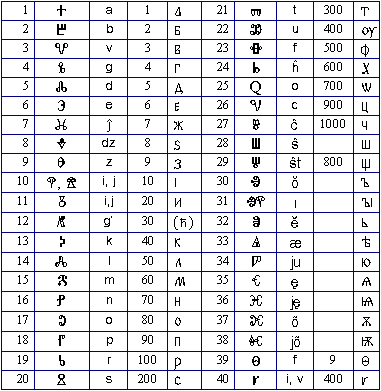 1 Ⰰ a 1 А 21 Ⱅ t 300 Т
2 Ⰱ b 2 Б 22 Ⱆ u 400 ОУ
3 Ⰲ v 3 В 23 Ⱇ f 500 Ф
4 Ⰳ g 4 Г 24 Ⱈ ĥ 600 Х
5 Ⰴ d 5 Д 25 Ⱉ o 700 Ѡ
6 Ⰵ e 6 Е 26 Ⱌ c 900 Ц
7 Ⰶ ĵ 7 Ж 27 Ⱍ ĉ 1000 Ч
8 Ⰷ dz 8 Ѕ 28 Ⱎ ŝ Ш
9 Ⰸ z 9 З 29 Ⱋ ŝt 800 Щ
10 Ⰹ, Ⰺ i, j 10 І 30 Ⱏ ŏ Ъ
11 Ⰻ i,j 20 И 31 ⰟⰊ ı ЪІ
12 Ⰼ g' 30 (Ћ) 32 Ⱐ ĕ Ь
13 Ⰽ k 40 К 33 Ⱑ æ Ѣ
14 Ⰾ l 50 Л 34 Ⱓ ju Ю
15 Ⰿ m 60 М 35 Ⱔ ę Ѧ
16 Ⱀ n 70 Н 36 Ⱗ ję Ѩ
17 Ⱁ o 80 О 37 Ⱘ õ Ѫ
18 Ⱂ p 90 П 38 Ⱙ jõ Ѭ
19 Ⱃ r 100 Р 39 Ⱚ f 9 Ѳ
20 Ⱄ s 200 С 40 Ⱛ i, v 400 Ѵ